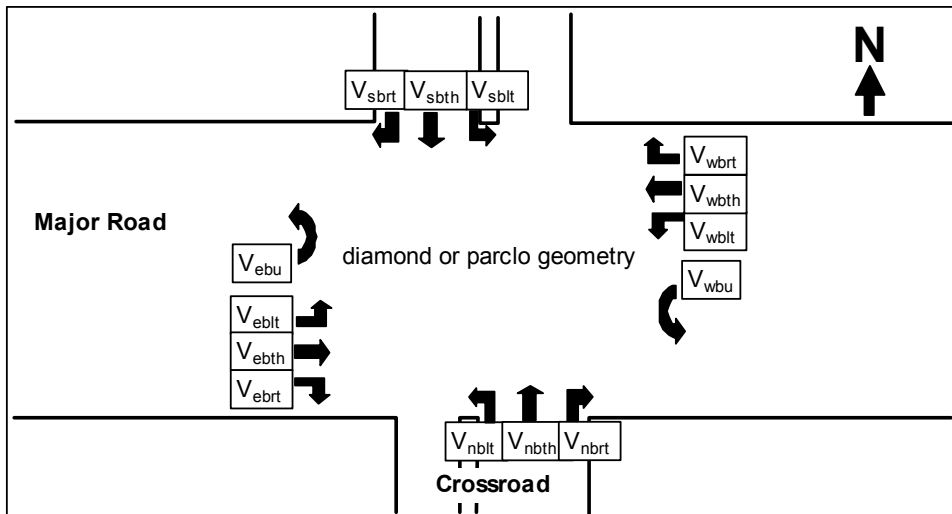 V_sbrt V_sbth V_sblt
N
V_wbrt
V_wbth
V_wblt
Major Road
V_ebu
diamond or parclo geometry
V_wbu
V_eblt
V_ebth
V_ebrt
V_nblt V_nbth V_nbrt
Crossroad